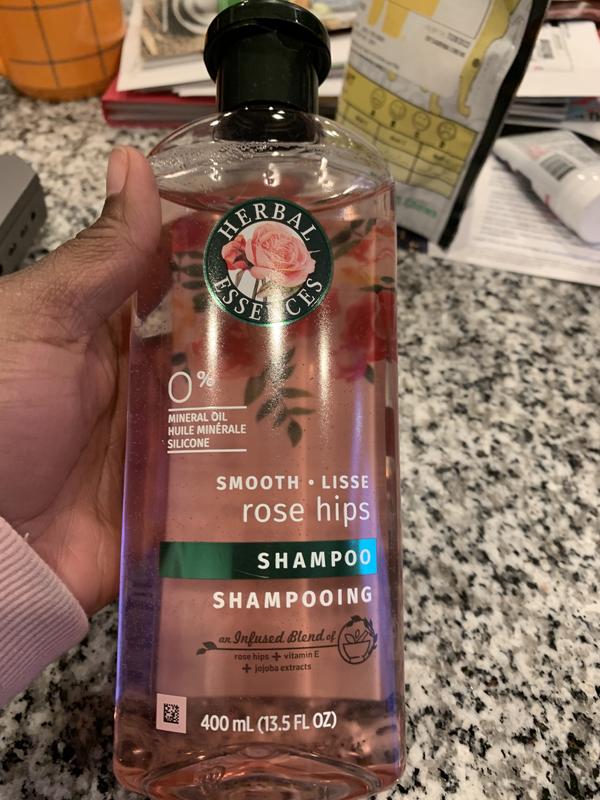 HERBAL
ESSENCES
0%
MINERAL OIL
HUILE MINÉRALE
SILICONE
SMOOTH • LISSE
rose hips
SHAMPOO
SHAMPOOING
an Infused Blend of
rose hips + vitamin E
+ jojoba extracts
400 mL (13.5 FL OZ)